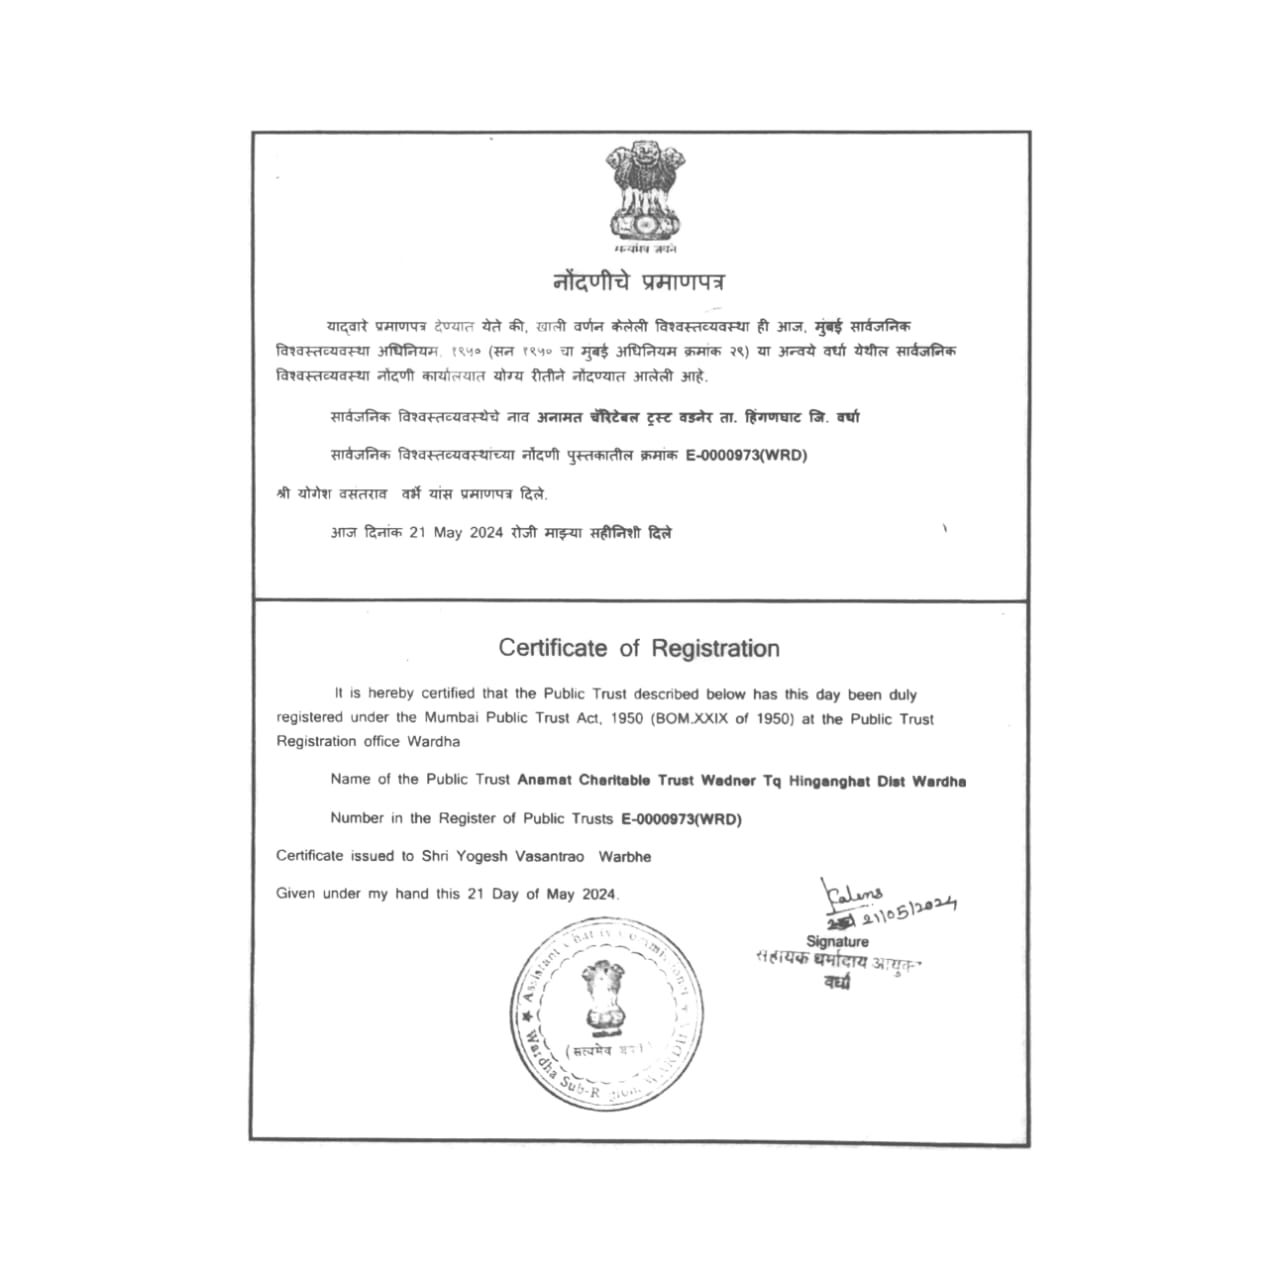 सत्यमेव जयते
नोंदणीचे प्रमाणपत्र
याद्वारे प्रमाणपत्र देण्यात येते की, खाली वर्णन केलेली विश्वस्तव्यवस्था ही आज, मुंबई सार्वजनिक
विश्वस्तव्यवस्था अधिनियम, १९५० (सन १९५० चा मुंबई अधिनियम क्रमांक २९) या अन्वये वर्धा येथील सार्वजनिक
विश्वस्तव्यवस्था नोंदणी कार्यालयात योग्य रीतीने नोंदण्यात आलेली आहे.
सार्वजनिक विश्वस्तव्यवस्थेचे नाव अनामत चॅरिटेबल ट्रस्ट वडनेर ता. हिंगणघाट जि. वर्धा
सार्वजनिक विश्वस्तव्यवस्थांच्या नोंदणी पुस्तकातील क्रमांक E-0000973(WRD)
श्री योगेश वसंतराव वर्भे यांस प्रमाणपत्र दिले.
आज दिनांक 21 May 2024 रोजी माझ्या सहीनिशी दिले
Certificate of Registration
It is hereby certified that the Public Trust described below has this day been duly
registered under the Mumbai Public Trust Act, 1950 (BOM.XXIX of 1950) at the Public Trust
Registration office Wardha
Name of the Public Trust Anamat Charitable Trust Wadner Tq Hinganghat Dist Wardha
Number in the Register of Public Trusts E-0000973(WRD)
Certificate issued to Shri Yogesh Vasantrao Warbhe
Given under my hand this 21 Day of May 2024.
21/05/2024
Signature
सहायक धर्मादाय आयुक्त
वर्धा
Assistant Charity Commissioner WARDHA
Wardha Sub-Region
(सत्यमेव जयते)